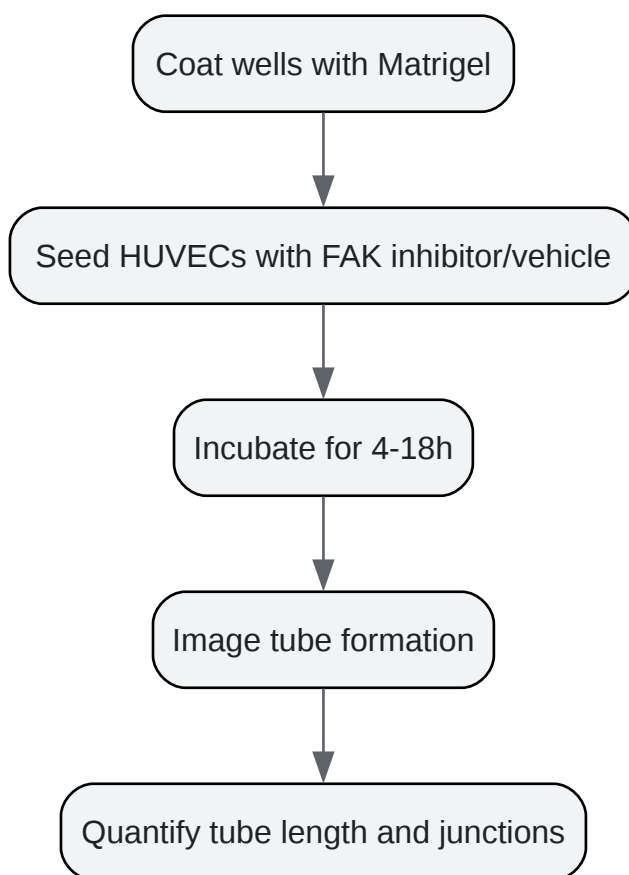 Coat wells with Matrigel
Seed HUVECs with FAK inhibitor/vehicle
Incubate for 4-18h
Image tube formation
Quantify tube length and junctions